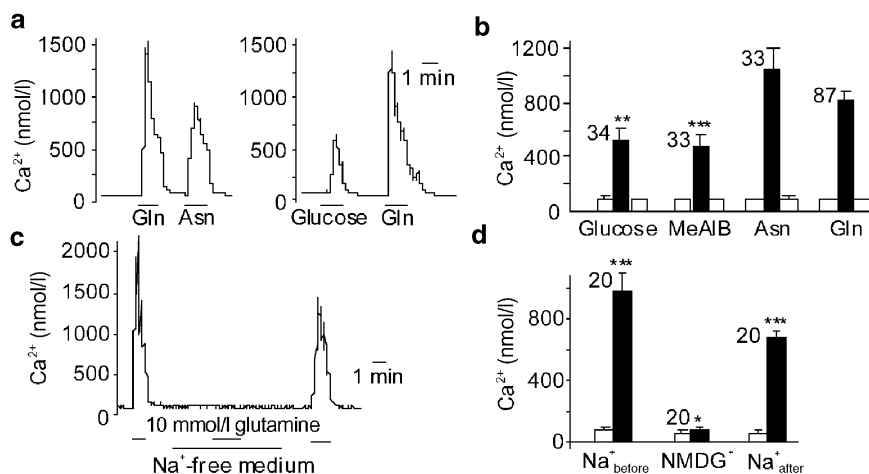 a
1500
1000
500
0
Ca²⁺ (nmol/l)
Gln Asn
1500
1000
500
0
1 min
Glucose Gln
b
1200
800
400
0
Ca²⁺ (nmol/l)
34 **
33 ***
33
87
Glucose MeAIB Asn Gln
c
2000
1500
1000
500
0
Ca²⁺ (nmol/l)
1 min
10 mmol/l glutamine
Na⁺-free medium
d
800
400
0
Ca²⁺ (nmol/l)
20 ***
20 *
20 ***
Na⁺before NMDG⁺ Na⁺after